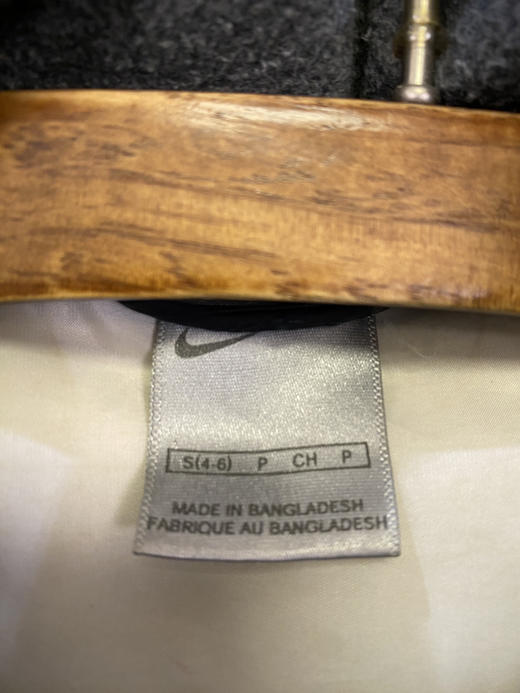 S(4-6) P CH P
MADE IN BANGLADESH
FABRIQUE AU BANGLADESH